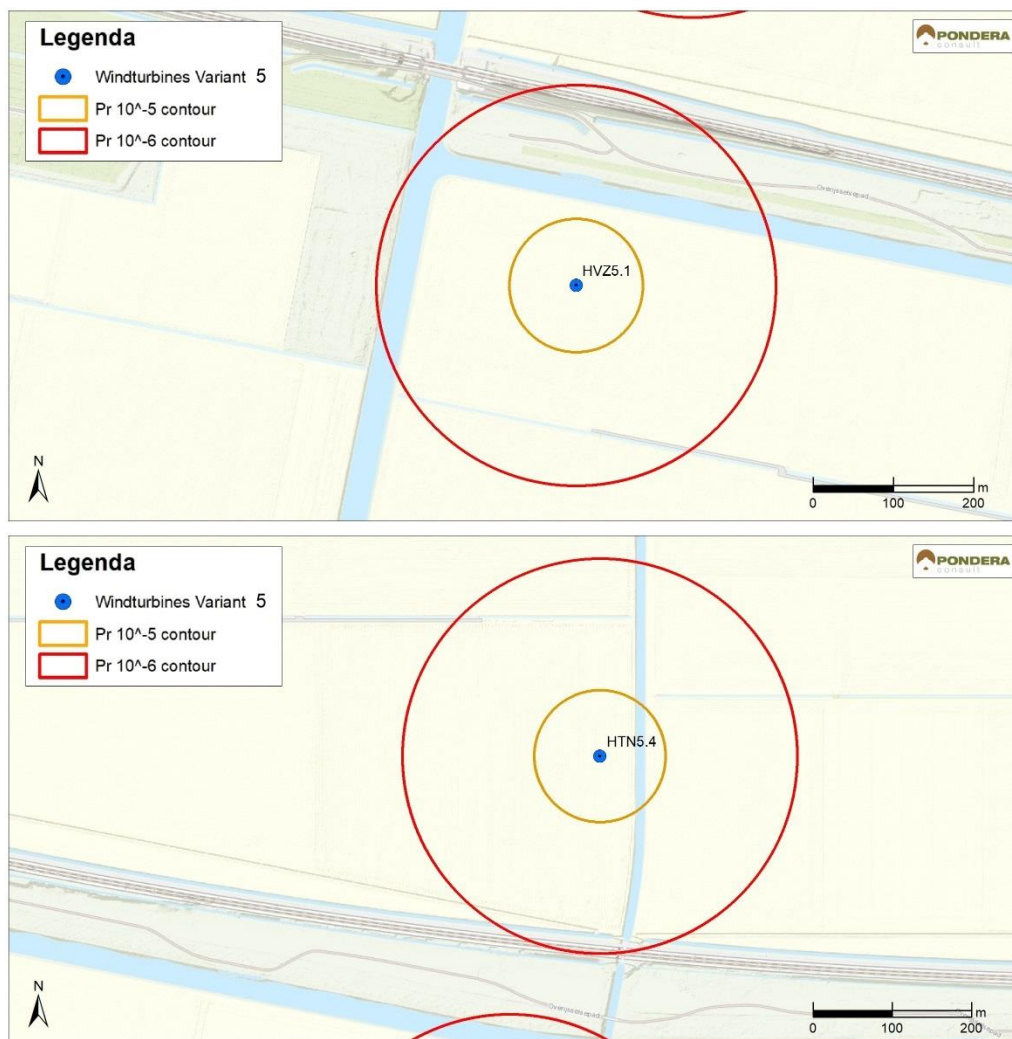 Legenda
Windturbines Variant 5
Pr 10^-5 contour
Pr 10^-6 contour
PONDERA
consult
Overijsselsepad
HVZ5.1
N
m
0 100 200
Legenda
Windturbines Variant 5
Pr 10^-5 contour
Pr 10^-6 contour
PONDERA
consult
HTN5.4
N
Overijsselsepad
m
0 100 200